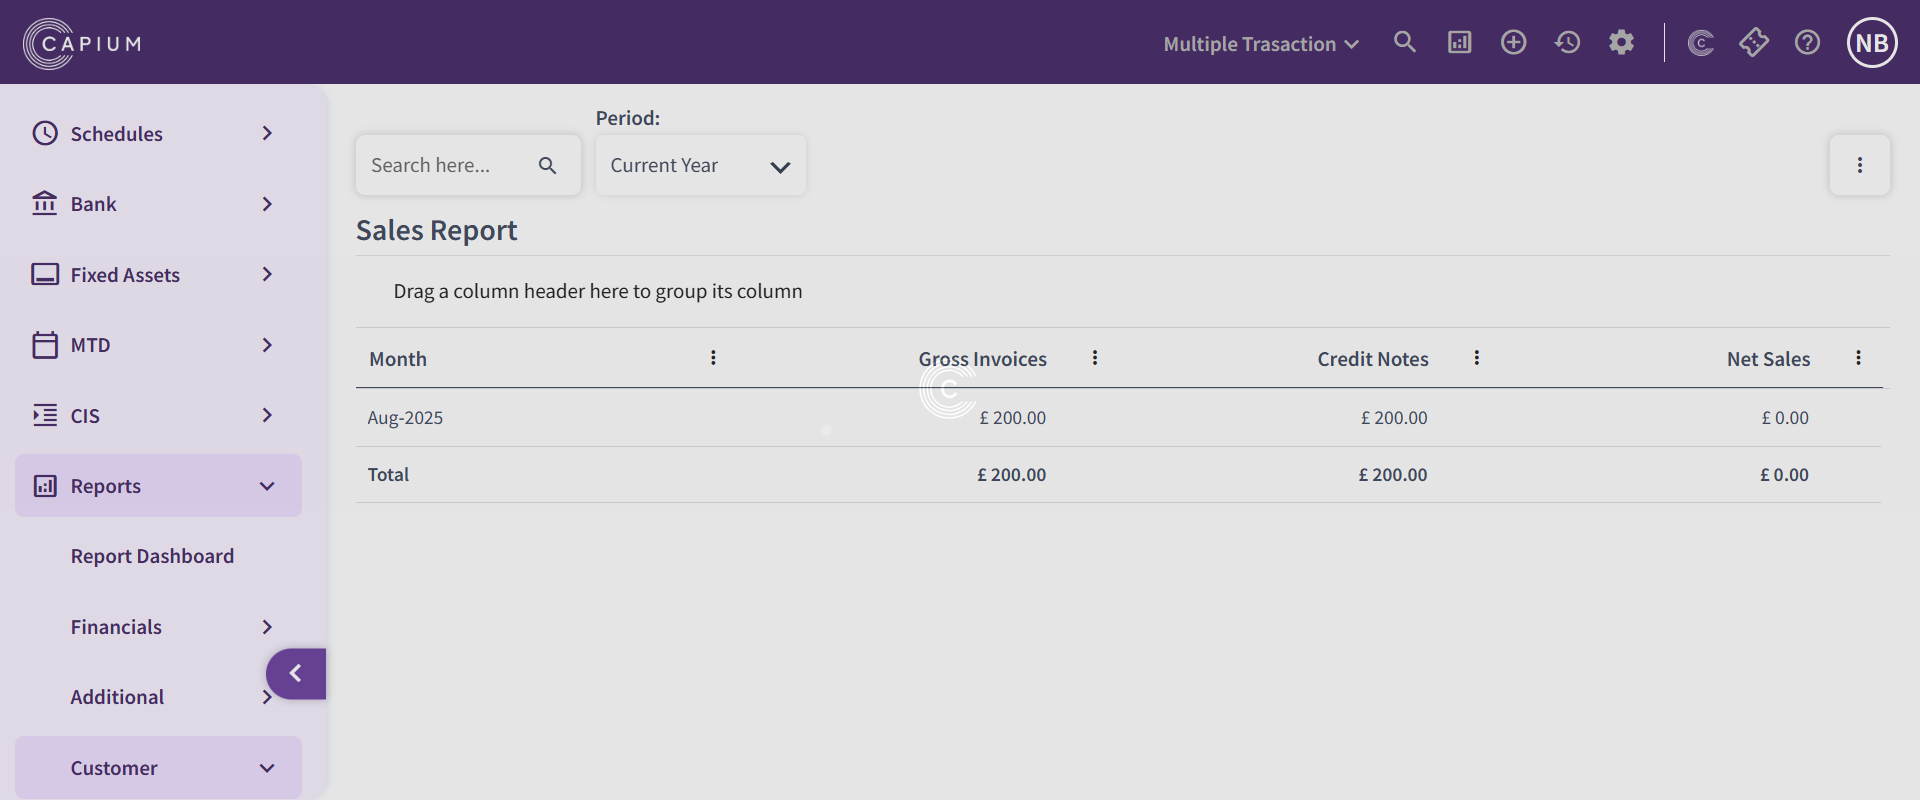 CAPIUM
Multiple Trasaction
NB
Schedules
Bank
Fixed Assets
MTD
CIS
Reports
Report Dashboard
Financials
Additional
Customer
Period:
Search here...
Current Year
Sales Report
Drag a column header here to group its column
Month Gross Invoices Credit Notes Net Sales
Aug-2025 £ 200.00 £ 200.00 £ 0.00
Total £ 200.00 £ 200.00 £ 0.00